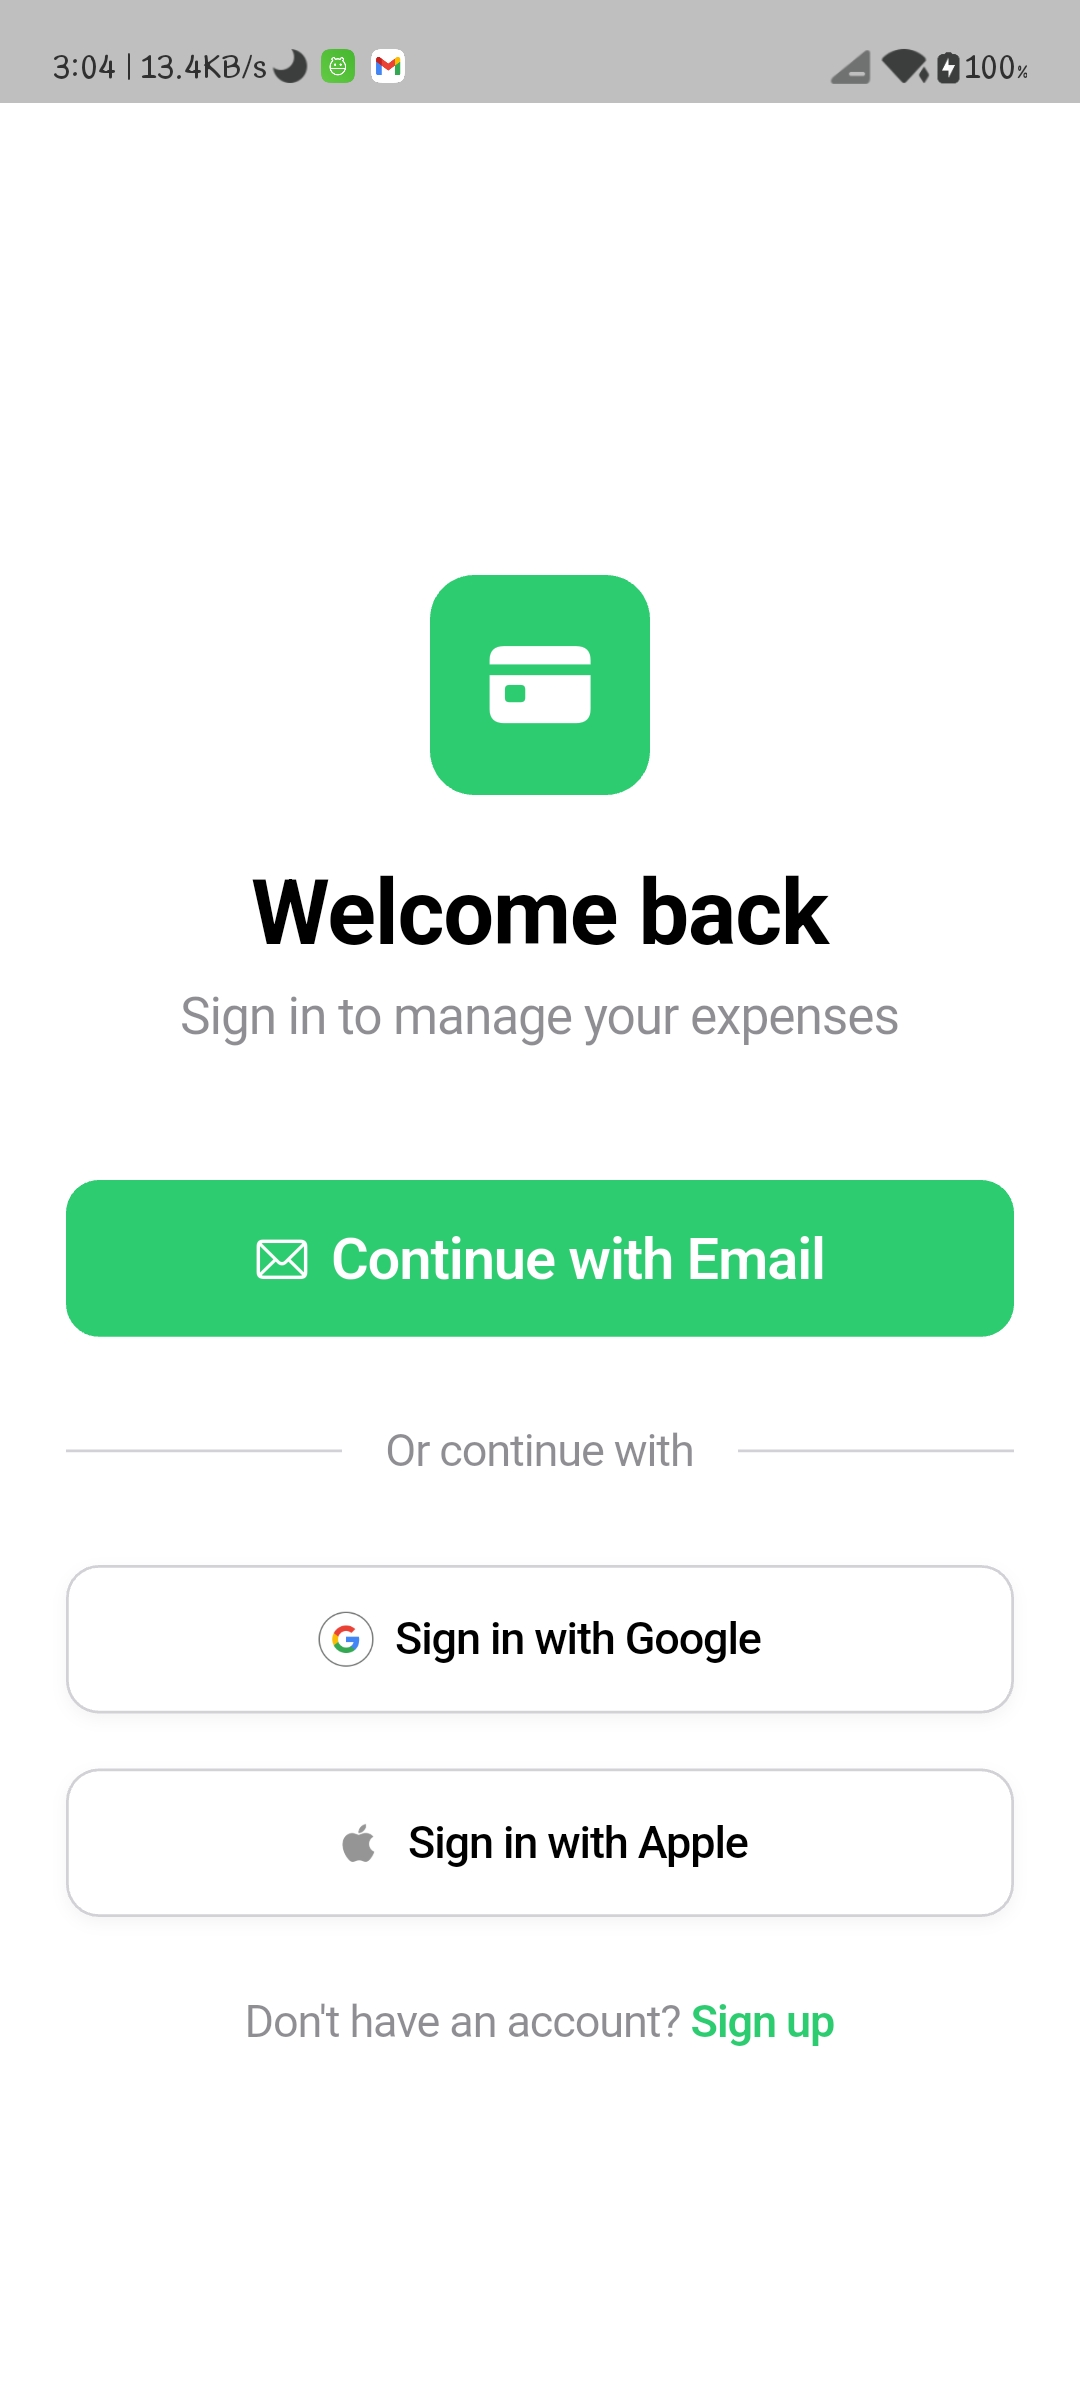 3:04 | 13.4KB/s 100%
Welcome back
Sign in to manage your expenses
Continue with Email
Or continue with
Sign in with Google
Sign in with Apple
Don't have an account? Sign up